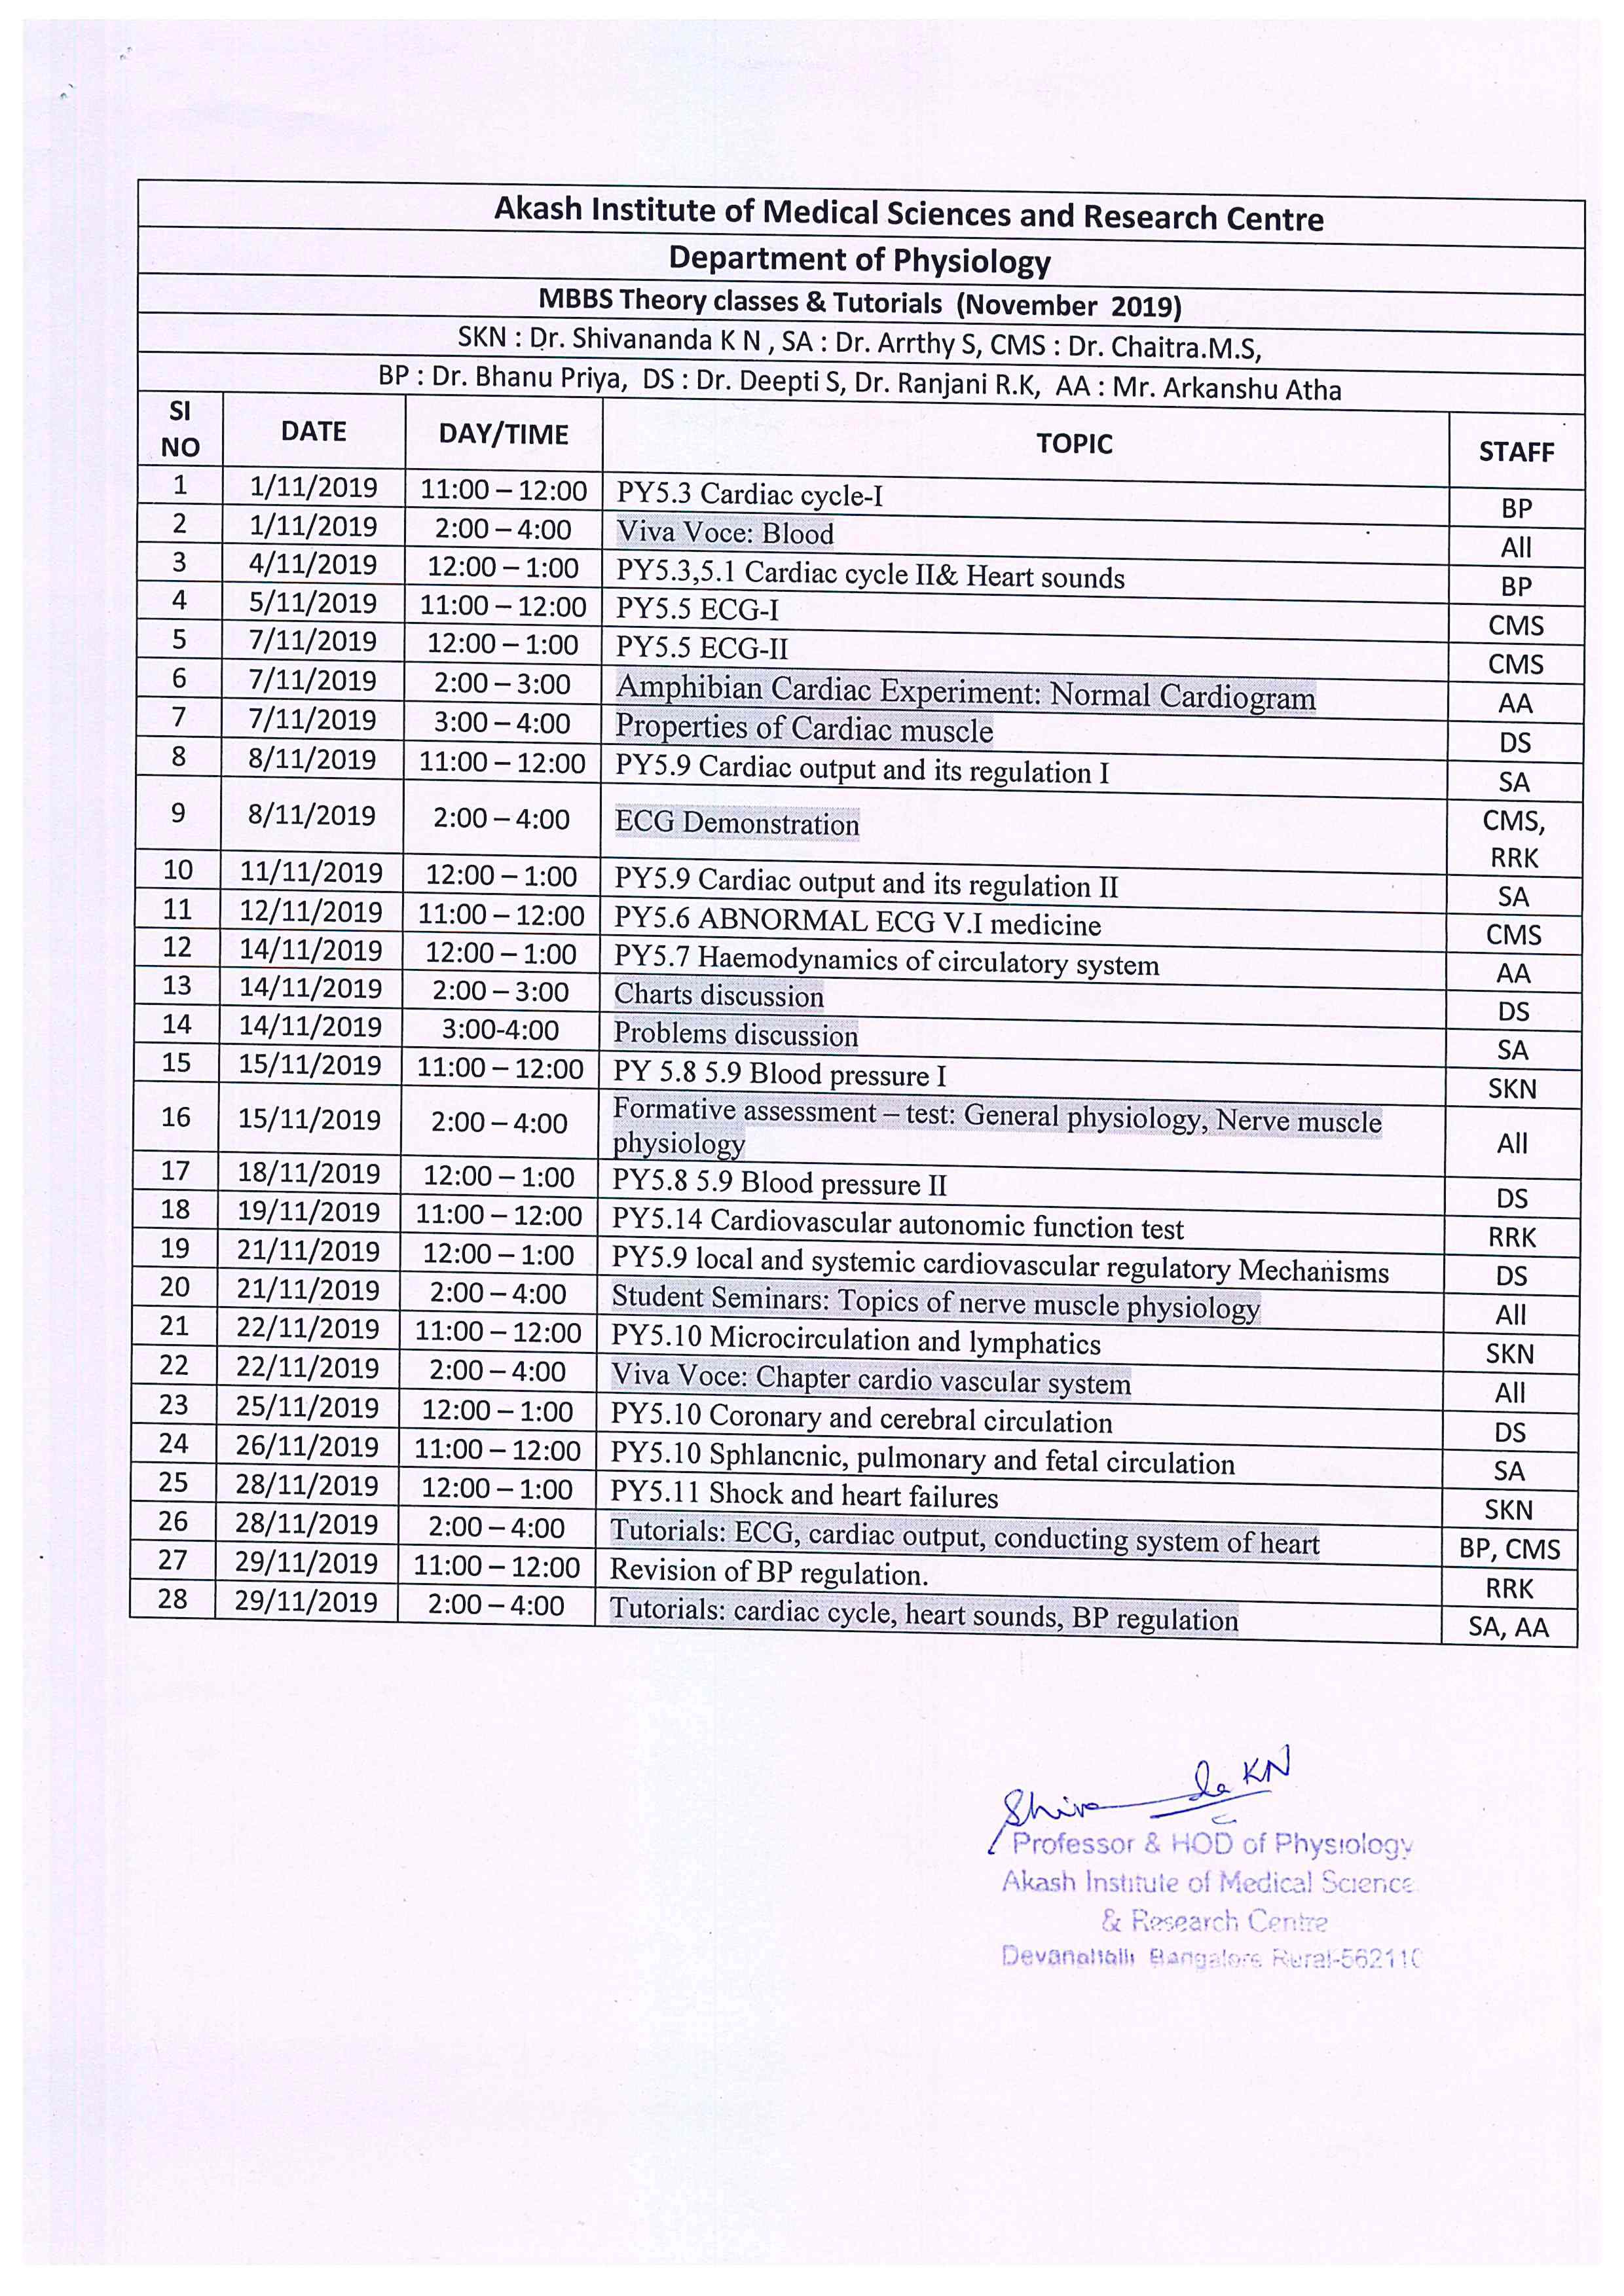 Akash Institute of Medical Sciences and Research Centre
Department of Physiology
MBBS Theory classes & Tutorials (November 2019)
SKN : Dr. Shivananda K N , SA : Dr. Arrthy S, CMS : Dr. Chaitra.M.S,
BP : Dr. Bhanu Priya, DS : Dr. Deepti S, Dr. Ranjani R.K, AA : Mr. Arkanshu Atha
SI NO DATE DAY/TIME TOPIC STAFF
1 1/11/2019 11:00 – 12:00 PY5.3 Cardiac cycle-I BP
2 1/11/2019 2:00 – 4:00 Viva Voce: Blood All
3 4/11/2019 12:00 – 1:00 PY5.3,5.1 Cardiac cycle II& Heart sounds BP
4 5/11/2019 11:00 – 12:00 PY5.5 ECG-I CMS
5 7/11/2019 12:00 – 1:00 PY5.5 ECG-II CMS
6 7/11/2019 2:00 – 3:00 Amphibian Cardiac Experiment: Normal Cardiogram AA
7 7/11/2019 3:00 – 4:00 Properties of Cardiac muscle DS
8 8/11/2019 11:00 – 12:00 PY5.9 Cardiac output and its regulation I SA
9 8/11/2019 2:00 – 4:00 ECG Demonstration CMS, RRK
10 11/11/2019 12:00 – 1:00 PY5.9 Cardiac output and its regulation II SA
11 12/11/2019 11:00 – 12:00 PY5.6 ABNORMAL ECG V.I medicine CMS
12 14/11/2019 12:00 – 1:00 PY5.7 Haemodynamics of circulatory system AA
13 14/11/2019 2:00 – 3:00 Charts discussion DS
14 14/11/2019 3:00-4:00 Problems discussion SA
15 15/11/2019 11:00 – 12:00 PY 5.8 5.9 Blood pressure I SKN
16 15/11/2019 2:00 – 4:00 Formative assessment – test: General physiology, Nerve muscle
physiology All
17 18/11/2019 12:00 – 1:00 PY5.8 5.9 Blood pressure II DS
18 19/11/2019 11:00 – 12:00 PY5.14 Cardiovascular autonomic function test RRK
19 21/11/2019 12:00 – 1:00 PY5.9 local and systemic cardiovascular regulatory Mechanisms DS
20 21/11/2019 2:00 – 4:00 Student Seminars: Topics of nerve muscle physiology All
21 22/11/2019 11:00 – 12:00 PY5.10 Microcirculation and lymphatics SKN
22 22/11/2019 2:00 – 4:00 Viva Voce: Chapter cardio vascular system All
23 25/11/2019 12:00 – 1:00 PY5.10 Coronary and cerebral circulation DS
24 26/11/2019 11:00 – 12:00 PY5.10 Sphlancnic, pulmonary and fetal circulation SA
25 28/11/2019 12:00 – 1:00 PY5.11 Shock and heart failures SKN
26 28/11/2019 2:00 – 4:00 Tutorials: ECG, cardiac output, conducting system of heart BP, CMS
27 29/11/2019 11:00 – 12:00 Revision of BP regulation. RRK
28 29/11/2019 2:00 – 4:00 Tutorials: cardiac cycle, heart sounds, BP regulation SA, AA
KN
Professor & HOD of Physiology
Akash Institute of Medical Science
& Research Centre
Bangalore Rural-562110